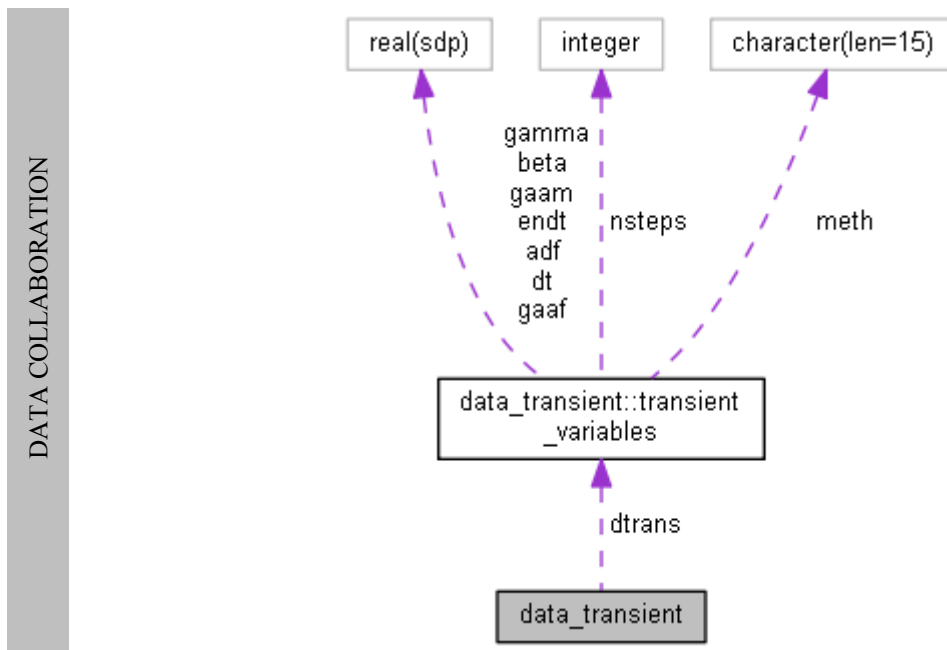 DATA COLLABORATION
real(sdp)
integer
character(len=15)
gamma
beta
gaam
endt
adf
dt
gaaf
nsteps
meth
data_transient::transient
_variables
dtrans
data_transient